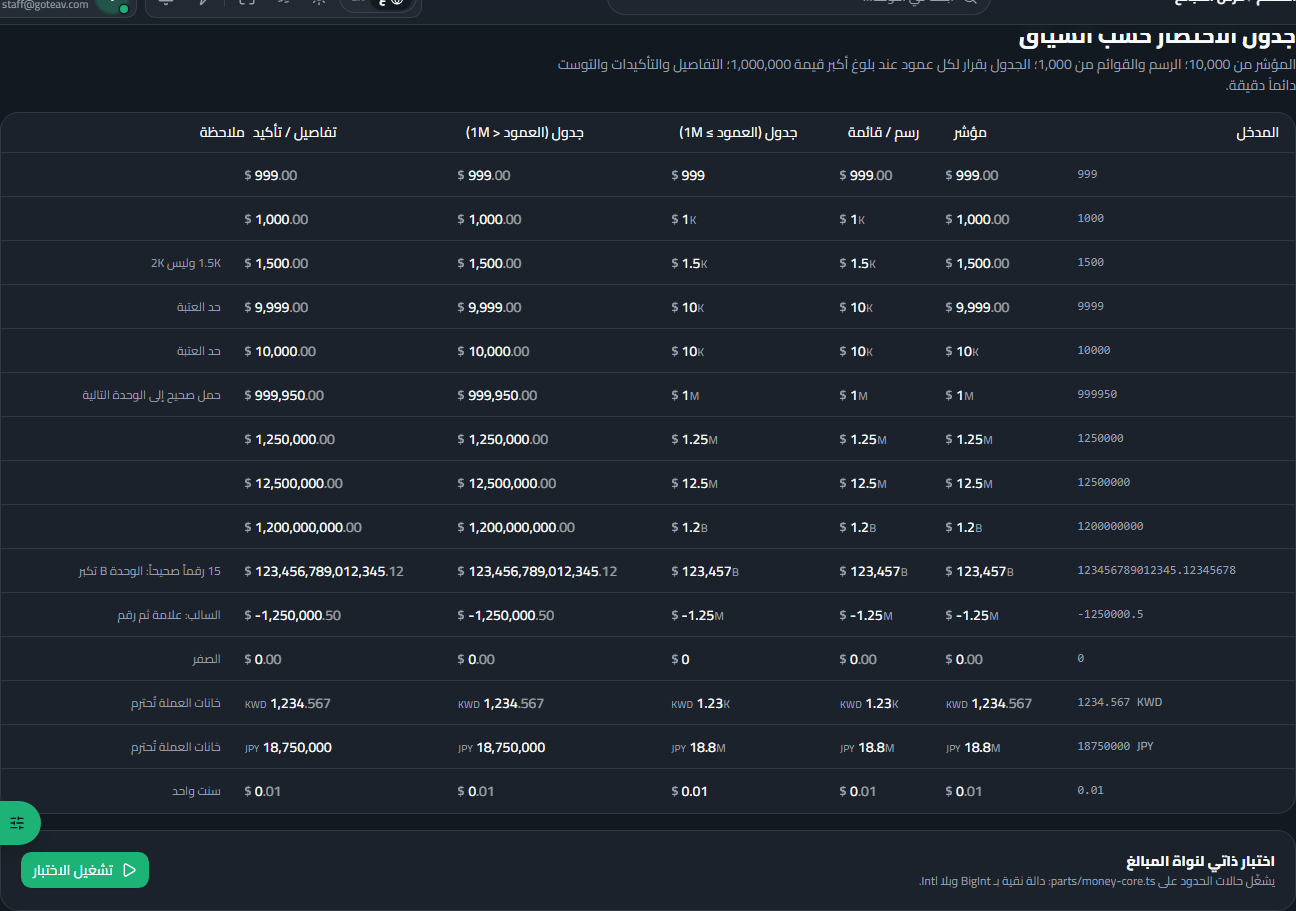 staff@goteav.com
جدول الاختصار حسب السياق
المؤشر من 10,000؛ الرسم والقوائم من 1,000؛ الجدول بقرار لكل عمود عند بلوغ أكبر قيمة 1,000,000؛ التفاصيل والتأكيدات والتوست
دائماً دقيقة.
المدخل مؤشر رسم / قائمة جدول (العمود ≥ 1M) جدول (العمود < 1M) تفاصيل / تأكيد ملاحظة
999 $ 999.00 $ 999.00 $ 999 $ 999.00 $ 999.00
1000 $ 1,000.00 $ 1K $ 1K $ 1,000.00 $ 1,000.00
1500 $ 1,500.00 $ 1.5K $ 1.5K $ 1,500.00 $ 1,500.00 1.5K وليس 2K
9999 $ 9,999.00 $ 10K $ 10K $ 9,999.00 $ 9,999.00 حد العتبة
10000 $ 10K $ 10K $ 10K $ 10,000.00 $ 10,000.00 حد العتبة
999950 $ 1M $ 1M $ 1M $ 999,950.00 $ 999,950.00 حمل صحيح إلى الوحدة التالية
1250000 $ 1.25M $ 1.25M $ 1.25M $ 1,250,000.00 $ 1,250,000.00
12500000 $ 12.5M $ 12.5M $ 12.5M $ 12,500,000.00 $ 12,500,000.00
1200000000 $ 1.2B $ 1.2B $ 1.2B $ 1,200,000,000.00 $ 1,200,000,000.00
123456789012345.12345678 $ 123,457B $ 123,457B $ 123,457B $ 123,456,789,012,345.12 $ 123,456,789,012,345.12 15 رقماً صحيحاً: الوحدة B تكبر
-1250000.5 $ -1.25M $ -1.25M $ -1.25M $ -1,250,000.50 $ -1,250,000.50 السالب: علامة ثم رقم
0 $ 0.00 $ 0.00 $ 0 $ 0.00 $ 0.00 الصفر
1234.567 KWD KWD 1,234.567 KWD 1.23K KWD 1.23K KWD 1,234.567 KWD 1,234.567 خانات العملة تُحترم
18750000 JPY JPY 18.8M JPY 18.8M JPY 18.8M JPY 18,750,000 JPY 18,750,000 خانات العملة تُحترم
0.01 $ 0.01 $ 0.01 $ 0.01 $ 0.01 $ 0.01 سنت واحد
اختبار ذاتي لنواة المبالغ
يشغّل حالات الحدود على parts/money-core.ts: دالة نقية بـ BigInt وبلا Intl.
تشغيل الاختبار